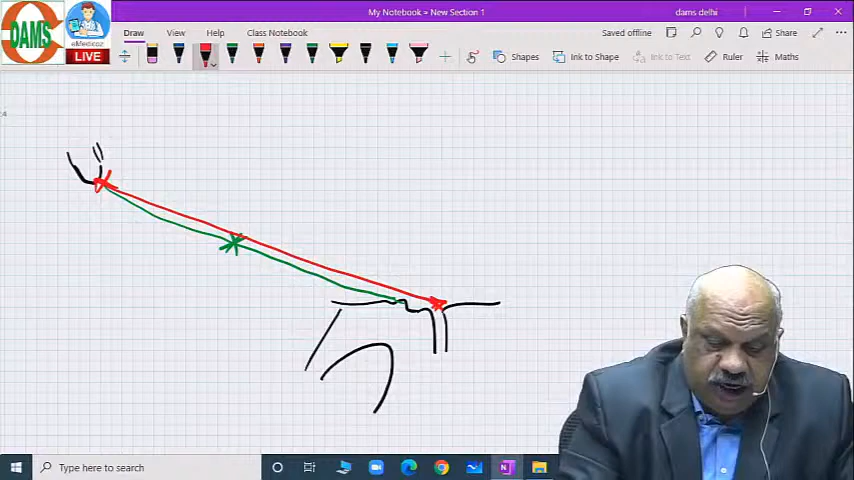 DAMS
eMedicoz
LIVE
My Notebook > New Section 1
dams delhi
Draw
View
Help
Class Notebook
Saved offline
Share
Shapes
Ink to Shape
Ink to Text
Ruler
Maths
Type here to search